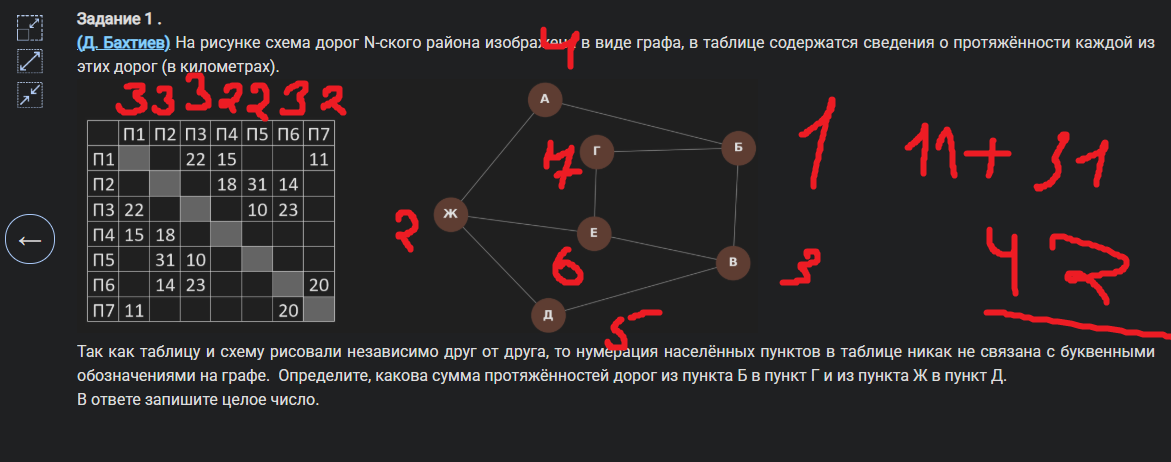 Задание 1 .
(Д. Бахтиев) На рисунке схема дорог N-ского района изображен в виде графа, в таблице содержатся сведения о протяжённости каждой из
этих дорог (в километрах).
4
3 3 3 2 2 3 2
П1 П2 П3 П4 П5 П6 П7
П1 22 15 11
П2 18 31 14
П3 22 10 23
П4 15 18
П5 31 10
П6 14 23 20
П7 11 20
А
Г
Б
Ж
Е
В
Д
7
2
6
5
3
1
11+31
42
Так как таблицу и схему рисовали независимо друг от друга, то нумерация населённых пунктов в таблице никак не связана с буквенными
обозначениями на графе. Определите, какова сумма протяжённостей дорог из пункта Б в пункт Г и из пункта Ж в пункт Д.
В ответе запишите целое число.